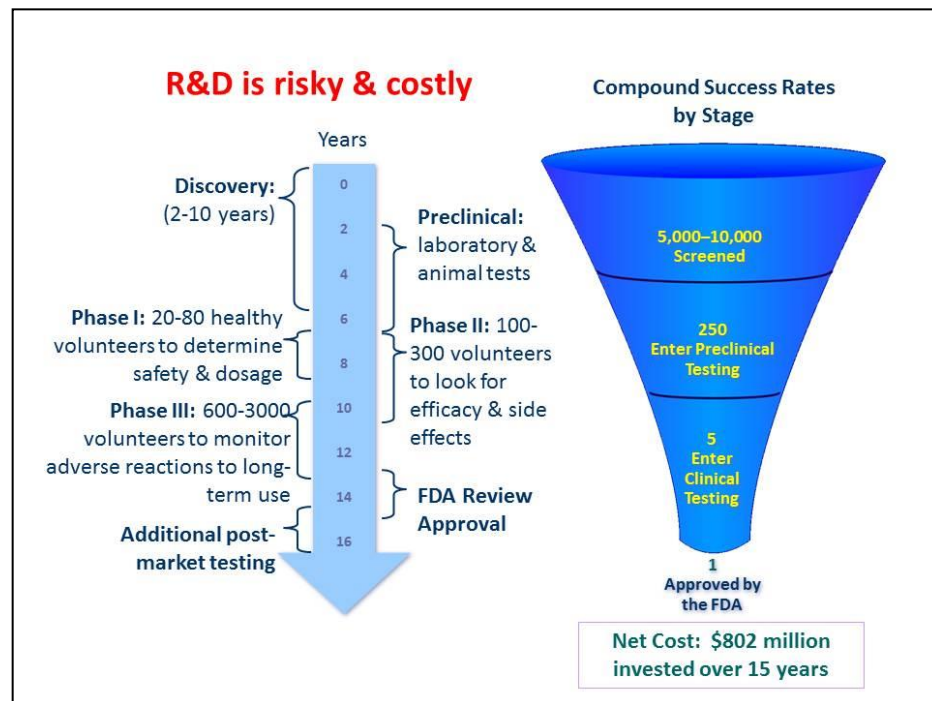 R&D is risky & costly
Years
0
2
4
6
8
10
12
14
16
Discovery:
(2-10 years)
Preclinical:
laboratory &
animal tests
Phase I: 20-80 healthy
volunteers to determine
safety & dosage
Phase II: 100-
300 volunteers
to look for
efficacy & side
effects
Phase III: 600-3000
volunteers to monitor
adverse reactions to long-
term use
FDA Review
Approval
Additional post-
market testing
Compound Success Rates
by Stage
5,000–10,000
Screened
250
Enter Preclinical
Testing
5
Enter
Clinical
Testing
1
Approved by
the FDA
Net Cost: $802 million
invested over 15 years